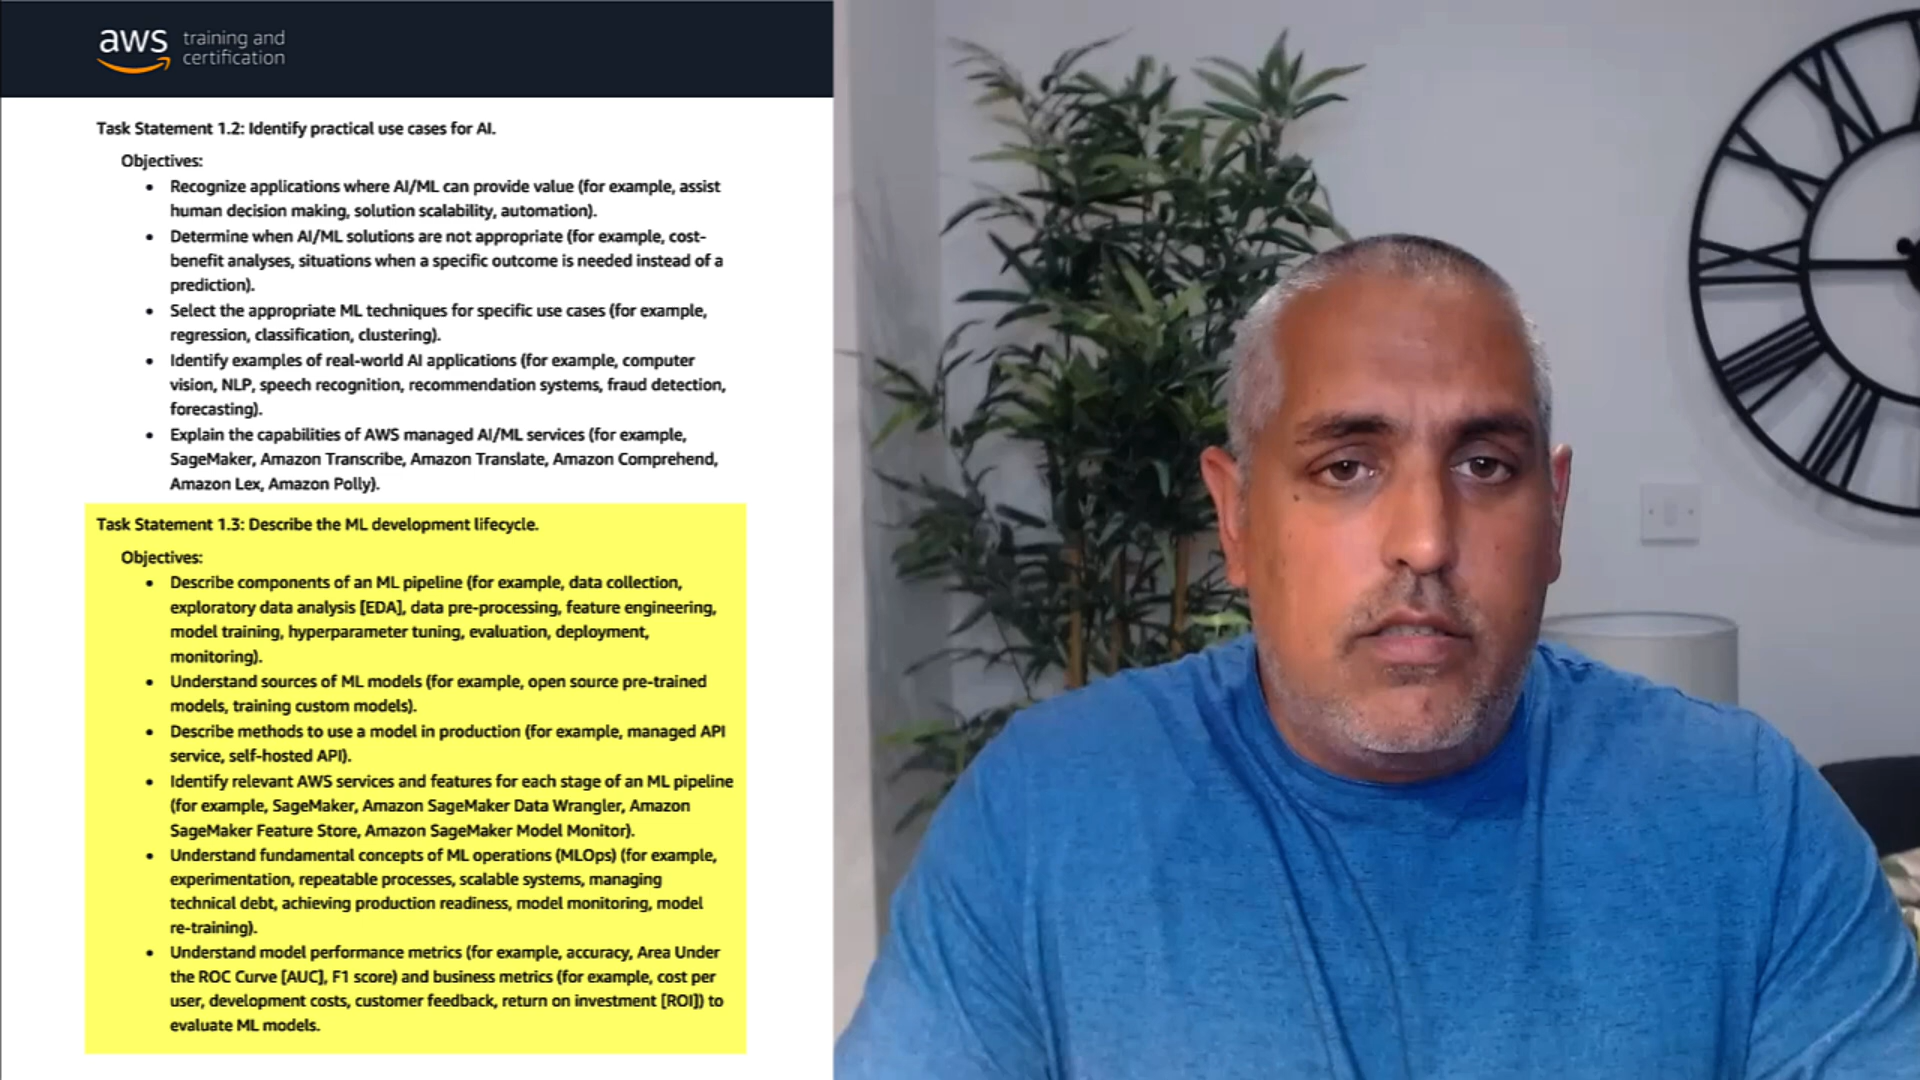 aws training and
certification
Task Statement 1.2: Identify practical use cases for AI.
Objectives:
• Recognize applications where AI/ML can provide value (for example, assist
human decision making, solution scalability, automation).
• Determine when AI/ML solutions are not appropriate (for example, cost-
benefit analyses, situations when a specific outcome is needed instead of a
prediction).
• Select the appropriate ML techniques for specific use cases (for example,
regression, classification, clustering).
• Identify examples of real-world AI applications (for example, computer
vision, NLP, speech recognition, recommendation systems, fraud detection,
forecasting).
• Explain the capabilities of AWS managed AI/ML services (for example,
SageMaker, Amazon Transcribe, Amazon Translate, Amazon Comprehend,
Amazon Lex, Amazon Polly).
Task Statement 1.3: Describe the ML development lifecycle.
Objectives:
• Describe components of an ML pipeline (for example, data collection,
exploratory data analysis [EDA], data pre-processing, feature engineering,
model training, hyperparameter tuning, evaluation, deployment,
monitoring).
• Understand sources of ML models (for example, open source pre-trained
models, training custom models).
• Describe methods to use a model in production (for example, managed API
service, self-hosted API).
• Identify relevant AWS services and features for each stage of an ML pipeline
(for example, SageMaker, Amazon SageMaker Data Wrangler, Amazon
SageMaker Feature Store, Amazon SageMaker Model Monitor).
• Understand fundamental concepts of ML operations (MLOps) (for example,
experimentation, repeatable processes, scalable systems, managing
technical debt, achieving production readiness, model monitoring, model
re-training).
• Understand model performance metrics (for example, accuracy, Area Under
the ROC Curve [AUC], F1 score) and business metrics (for example, cost per
user, development costs, customer feedback, return on investment [ROI]) to
evaluate ML models.